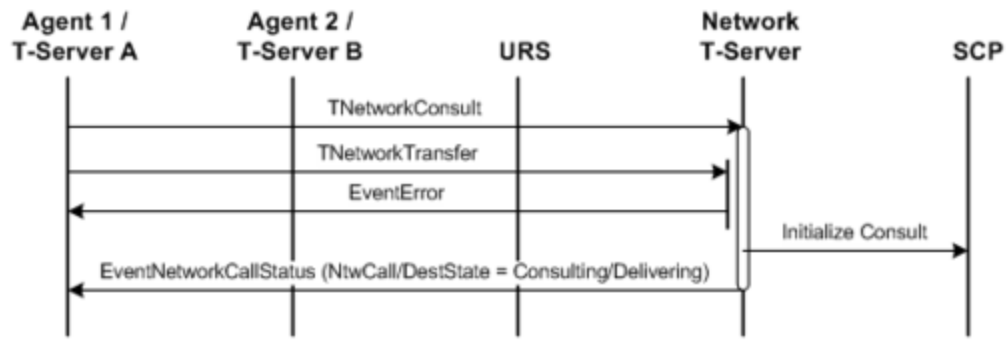 Agent 1 /
T-Server A
Agent 2 /
T-Server B
URS
Network
T-Server
SCP
TNetworkConsult
TNetworkTransfer
EventError
Initialize Consult
EventNetworkCallStatus (NtwCall/DestState = Consulting/Delivering)